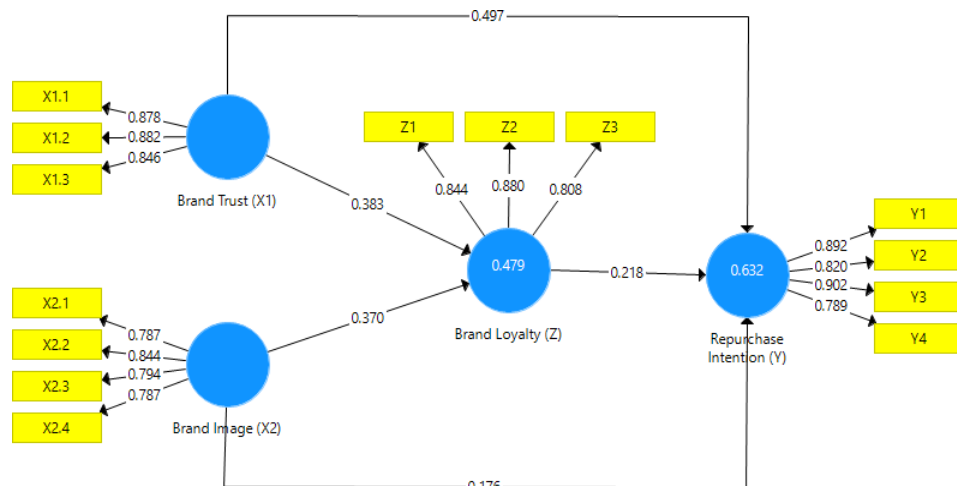 0.497
X1.1
X1.2
X1.3
0.878
0.882
0.846
Brand Trust (X1)
Z1
Z2
Z3
0.844
0.880
0.808
0.383
0.479
Brand Loyalty (Z)
0.218
0.632
Repurchase
Intention (Y)
0.892
0.820
0.902
0.789
Y1
Y2
Y3
Y4
X2.1
X2.2
X2.3
X2.4
0.787
0.844
0.794
0.787
0.370
Brand Image (X2)
0.176